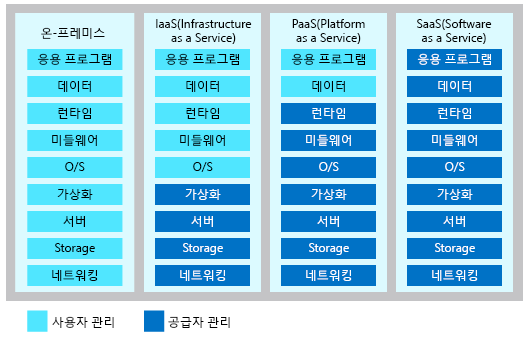 온-프레미스
응용 프로그램
데이터
런타임
미들웨어
O/S
가상화
서버
Storage
네트워킹
IaaS(Infrastructure
as a Service)
응용 프로그램
데이터
런타임
미들웨어
O/S
가상화
서버
Storage
네트워킹
PaaS(Platform
as a Service)
응용 프로그램
데이터
런타임
미들웨어
O/S
가상화
서버
Storage
네트워킹
SaaS(Software
as a Service)
응용 프로그램
데이터
런타임
미들웨어
O/S
가상화
서버
Storage
네트워킹
사용자 관리
공급자 관리